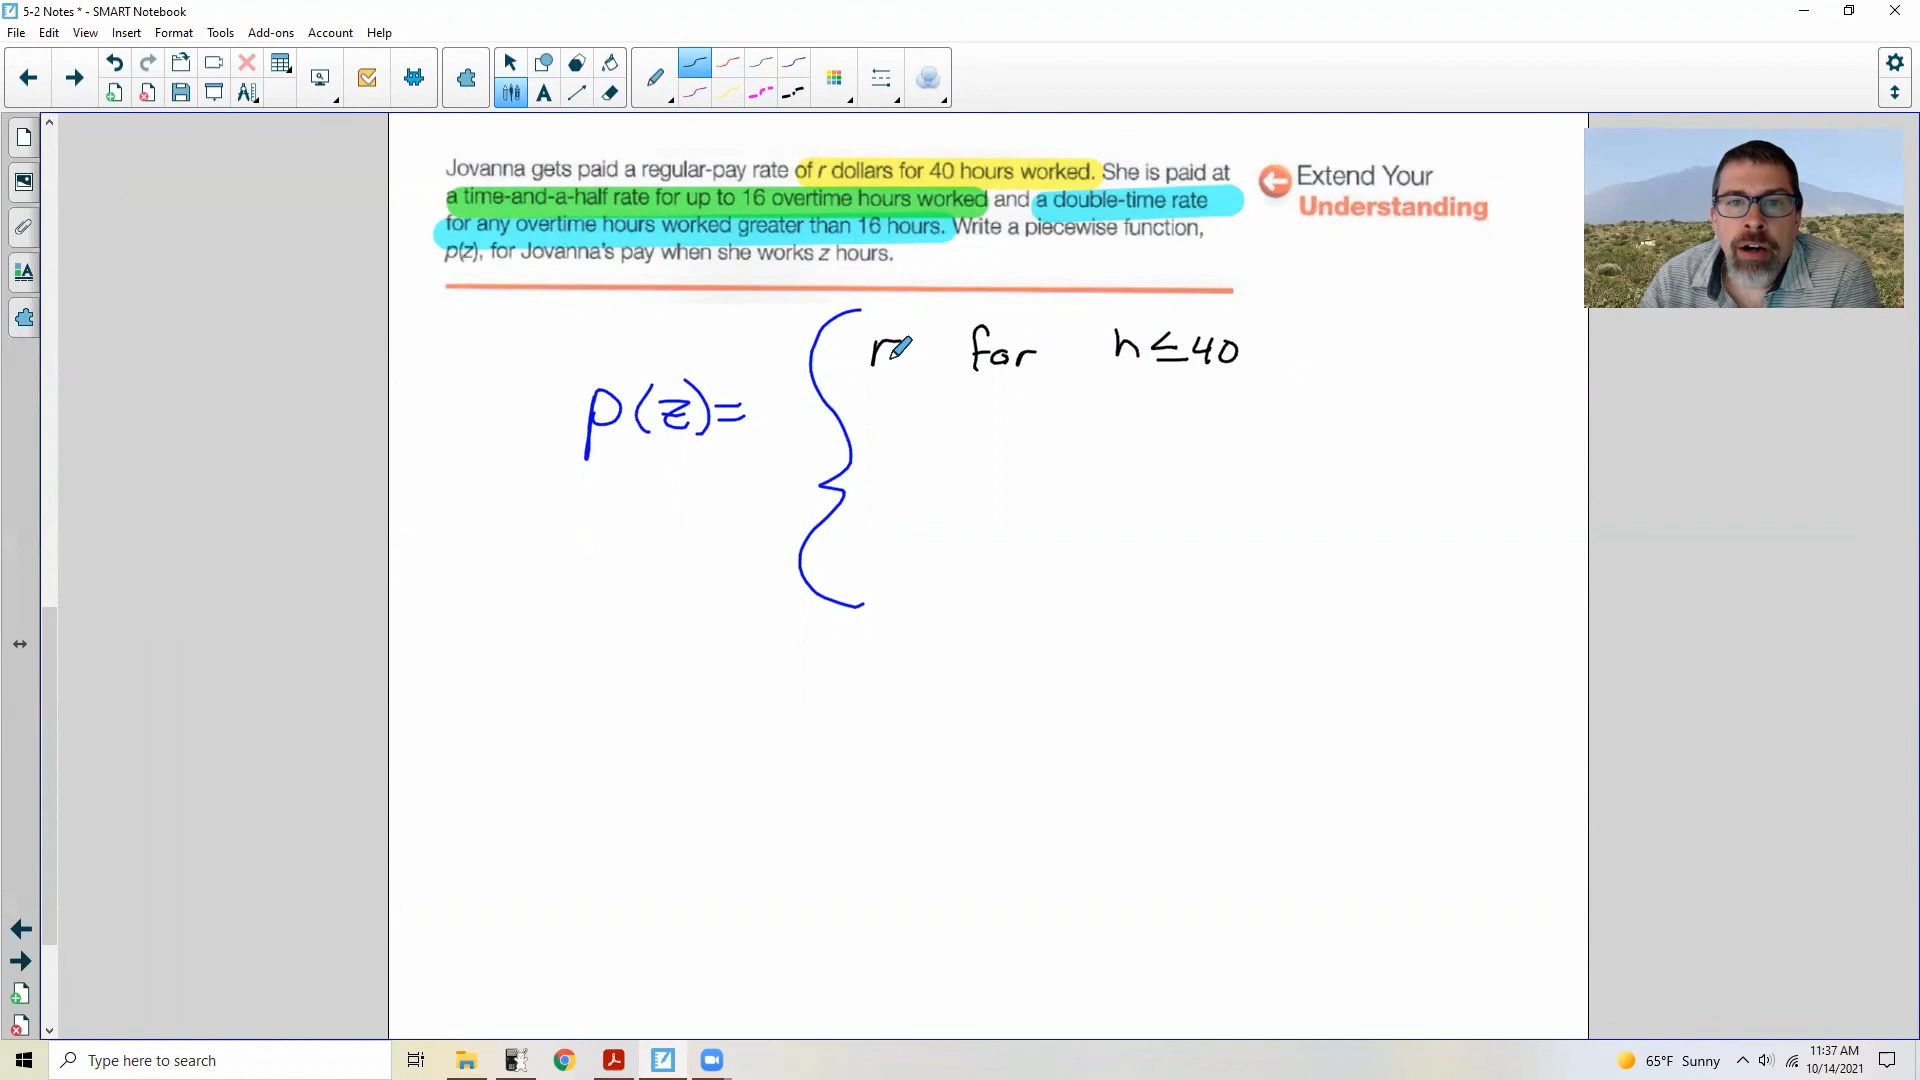 5-2 Notes * - SMART Notebook
File Edit View Insert Format Tools Add-ons Account Help
Jovanna gets paid a regular-pay rate of r dollars for 40 hours worked. She is paid at
a time-and-a-half rate for up to 16 overtime hours worked and a double-time rate
for any overtime hours worked greater than 16 hours. Write a piecewise function,
p(z), for Jovanna's pay when she works z hours.
Extend Your
Understanding
r for h ≤ 40
p(z)=
Type here to search
65°F Sunny
11:37 AM
10/14/2021